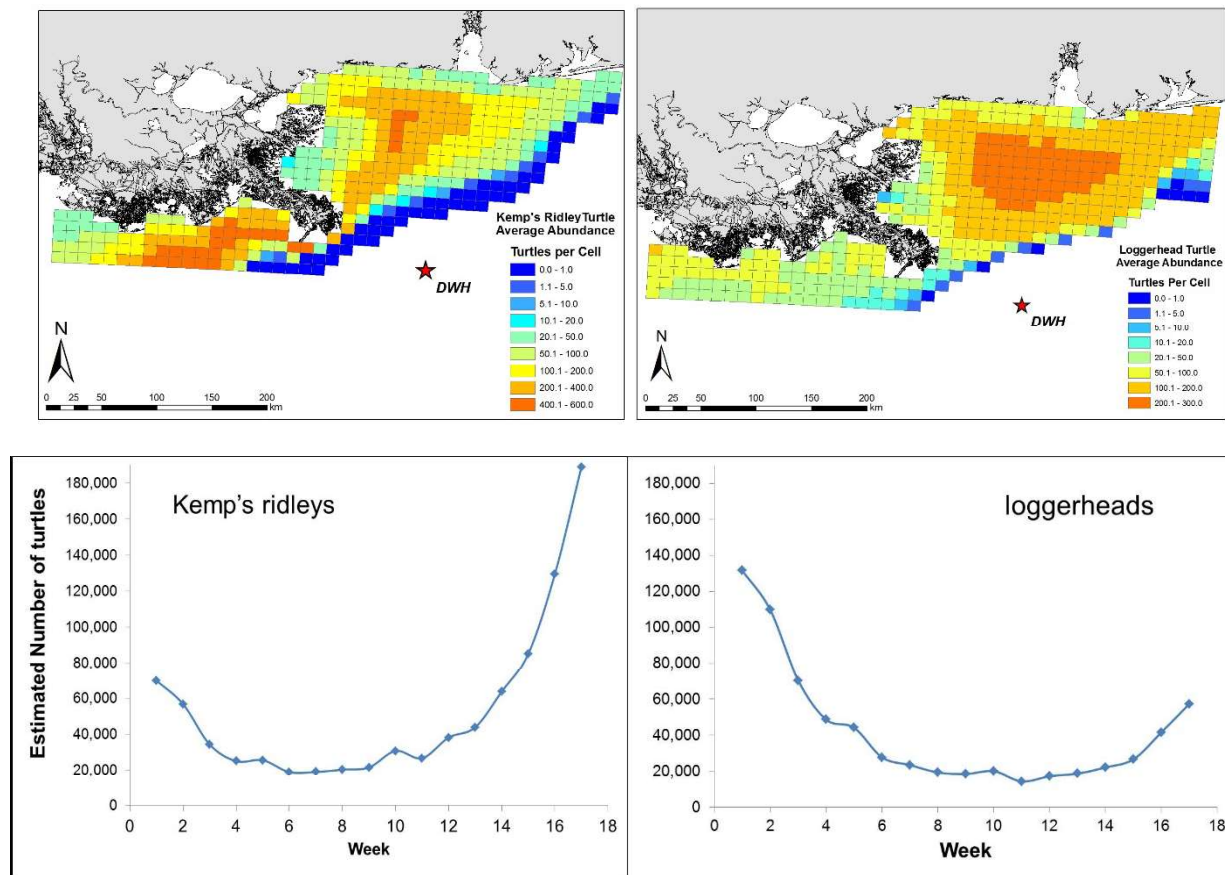 Kemp's Ridley Turtle
Average Abundance
Turtles per Cell
0.0 - 1.0
1.1 - 5.0
5.1 - 10.0
10.1 - 20.0
20.1 - 50.0
50.1 - 100.0
100.1 - 200.0
200.1 - 400.0
400.1 - 600.0
DWH
N
0 25 50 100 150 200
km
Loggerhead Turtle
Average Abundance
Turtles Per Cell
0.0 - 1.0
1.1 - 5.0
5.1 - 10.0
10.1 - 20.0
20.1 - 50.0
50.1 - 100.0
100.1 - 200.0
200.1 - 300.0
DWH
N
0 25 50 100 150 200
km
Kemp's ridleys
Estimated Number of turtles
180,000
160,000
140,000
120,000
100,000
80,000
60,000
40,000
20,000
0
0 2 4 6 8 10 12 14 16 18
Week
loggerheads
180,000
160,000
140,000
120,000
100,000
80,000
60,000
40,000
20,000
0
0 2 4 6 8 10 12 14 16 18
Week